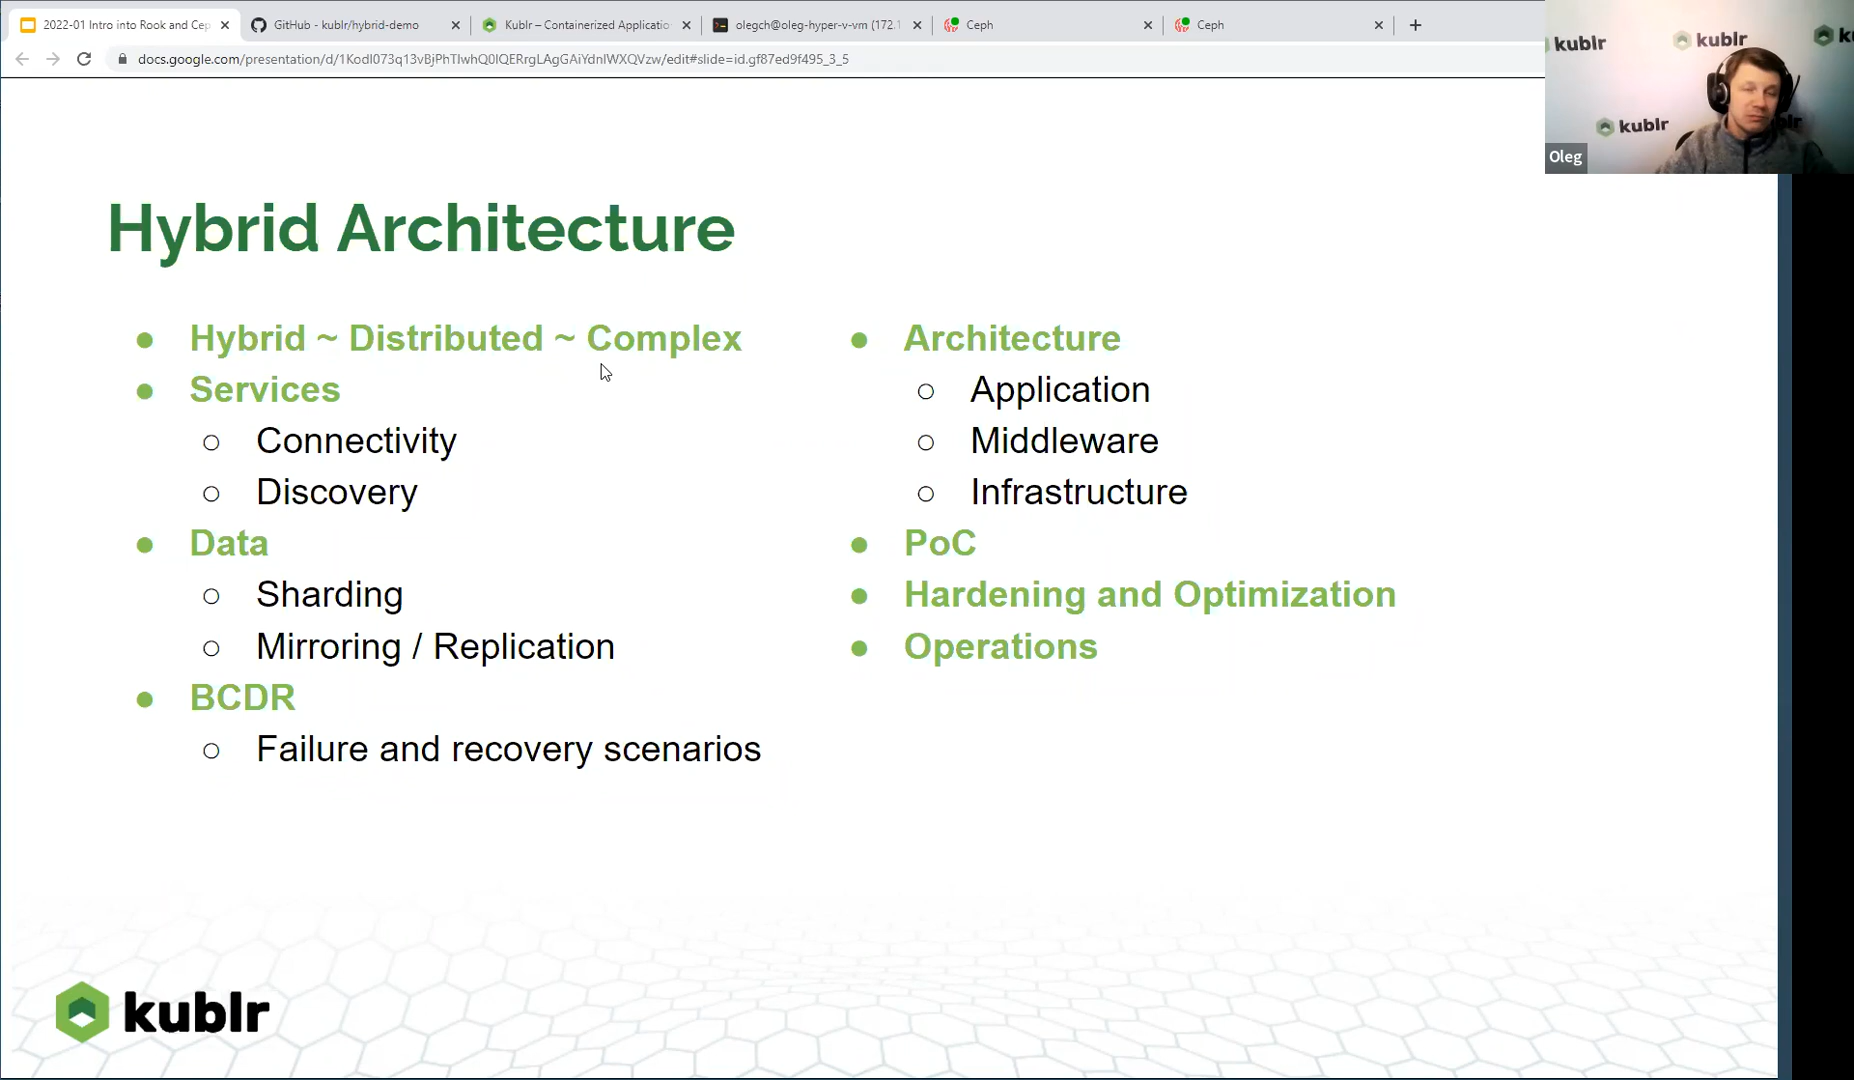 2022-01 Intro into Rook and Cep
GitHub - kublr/hybrid-demo
Kublr – Containerized Applicatio
olegch@oleg-hyper-v-vm (172.1
Ceph
Ceph
docs.google.com/presentation/d/1KodI073q13vBjPhTIwhQ0IQERrgLAgGAiYdnIWXQVzw/edit#slide=id.gf87ed9f495_3_5
kublr
kublr
kublr
Oleg
Hybrid Architecture
● Hybrid ~ Distributed ~ Complex
● Services
○ Connectivity
○ Discovery
● Data
○ Sharding
○ Mirroring / Replication
● BCDR
○ Failure and recovery scenarios
● Architecture
○ Application
○ Middleware
○ Infrastructure
● PoC
● Hardening and Optimization
● Operations
kublr